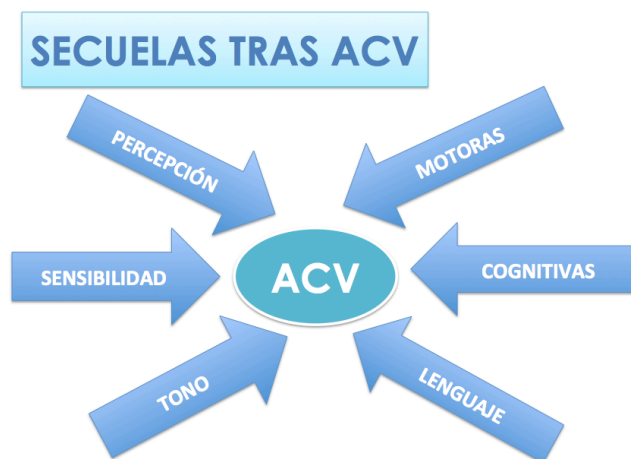 SECUELAS TRAS ACV
PERCEPCIÓN
MOTORAS
SENSIBILIDAD
ACV
COGNITIVAS
TONO
LENGUAJE